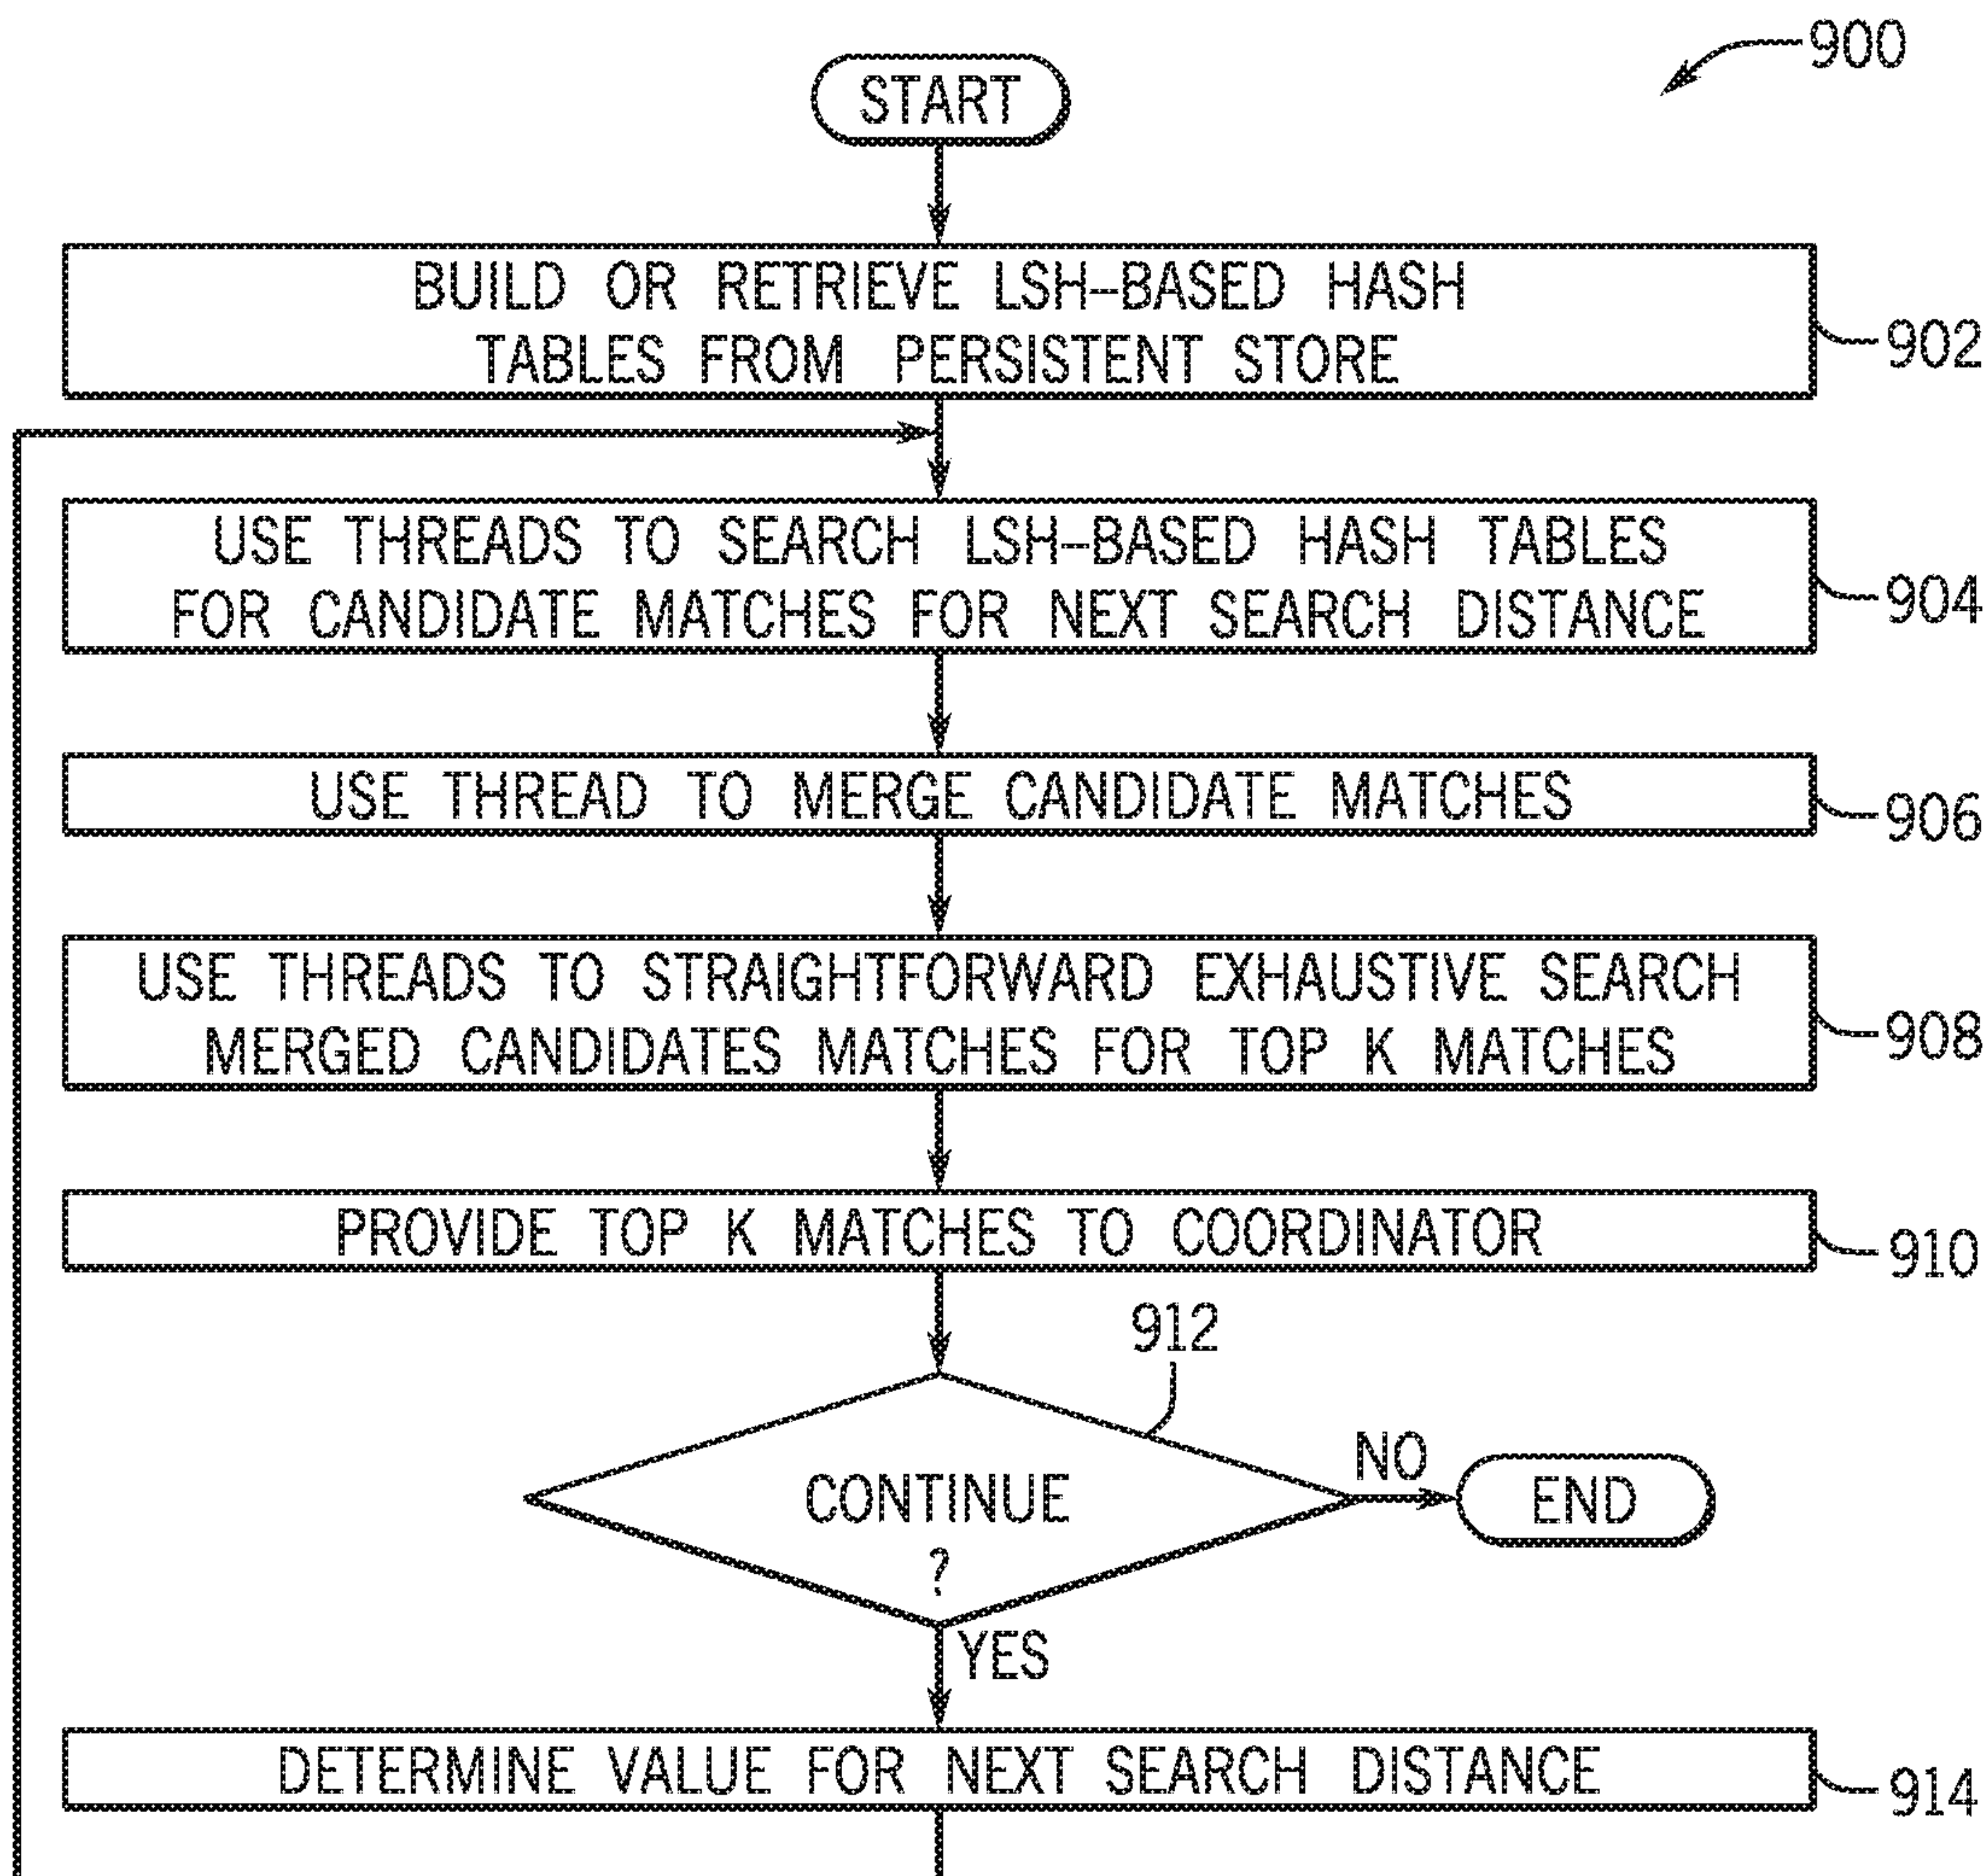 900
START
BUILD OR RETRIEVE LSH-BASED HASH
TABLES FROM PERSISTENT STORE
902
USE THREADS TO SEARCH LSH-BASED HASH TABLES
FOR CANDIDATE MATCHES FOR NEXT SEARCH DISTANCE
904
USE THREAD TO MERGE CANDIDATE MATCHES
906
USE THREADS TO STRAIGHTFORWARD EXHAUSTIVE SEARCH
MERGED CANDIDATES MATCHES FOR TOP K MATCHES
908
PROVIDE TOP K MATCHES TO COORDINATOR
910
912
CONTINUE
?
NO
END
YES
DETERMINE VALUE FOR NEXT SEARCH DISTANCE
914